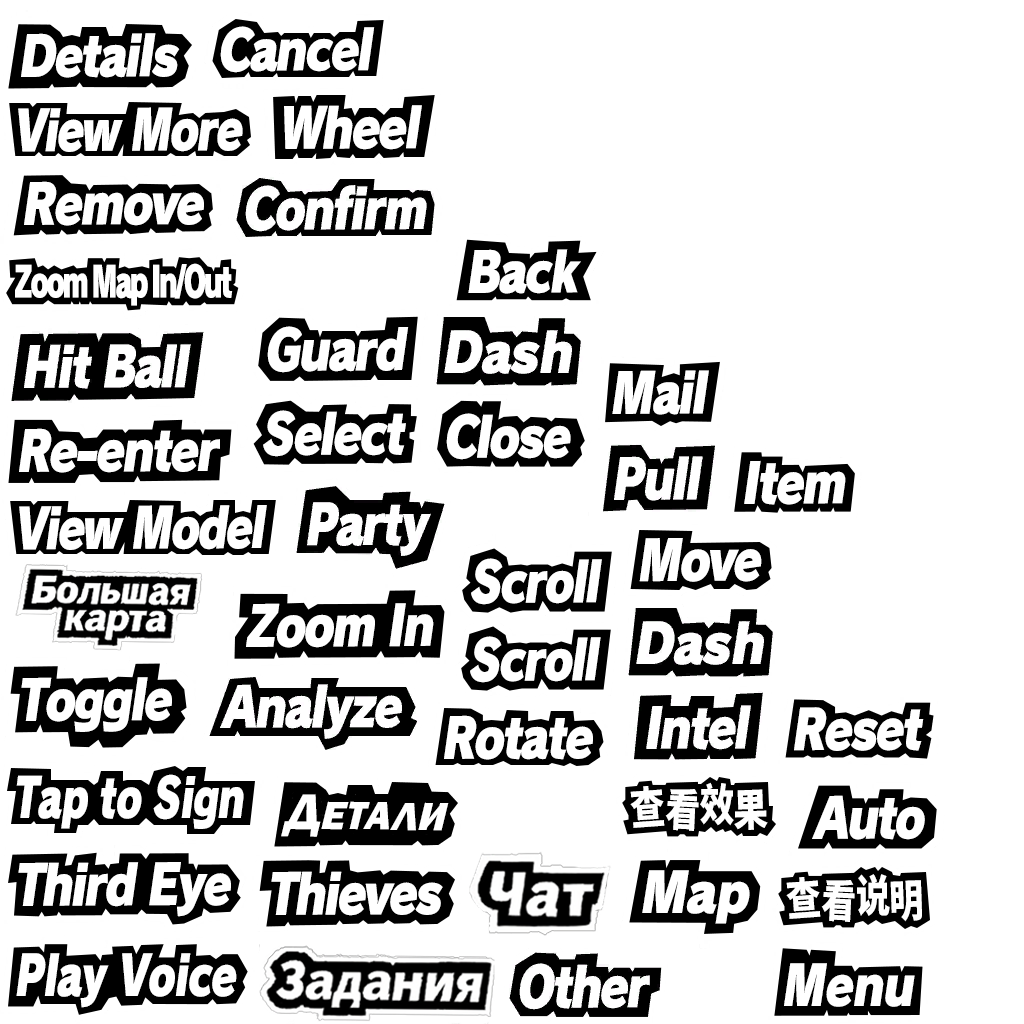 Details
Cancel
View More
Wheel
Remove
Confirm
Zoom Map In/Out
Back
Hit Ball
Guard
Dash
Mail
Re-enter
Select
Close
Pull
Item
View Model
Party
Scroll
Move
Большая
карта
Zoom In
Scroll
Dash
Toggle
Analyze
Rotate
Intel
Reset
Tap to Sign
Детали
查看效果
Auto
Third Eye
Thieves
Чат
Map
查看说明
Play Voice
Задания
Other
Menu